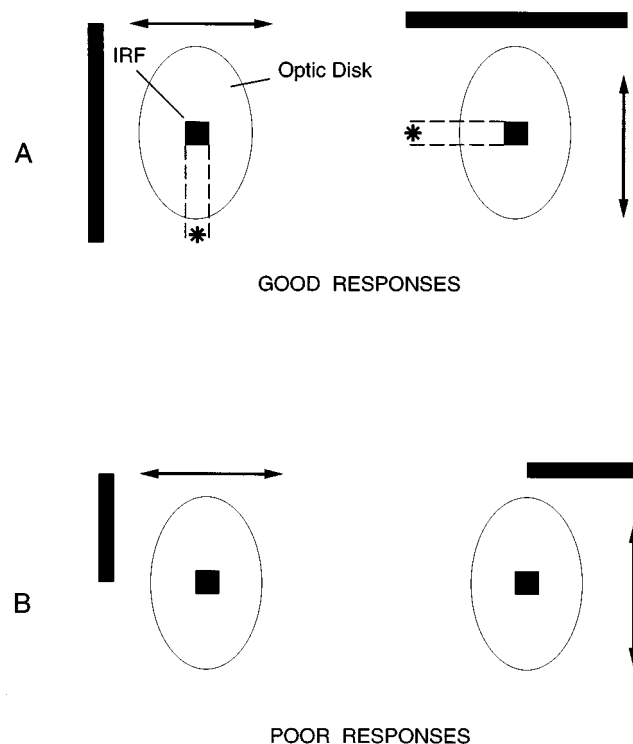 IRF
Optic Disk
A
GOOD RESPONSES
B
POOR RESPONSES